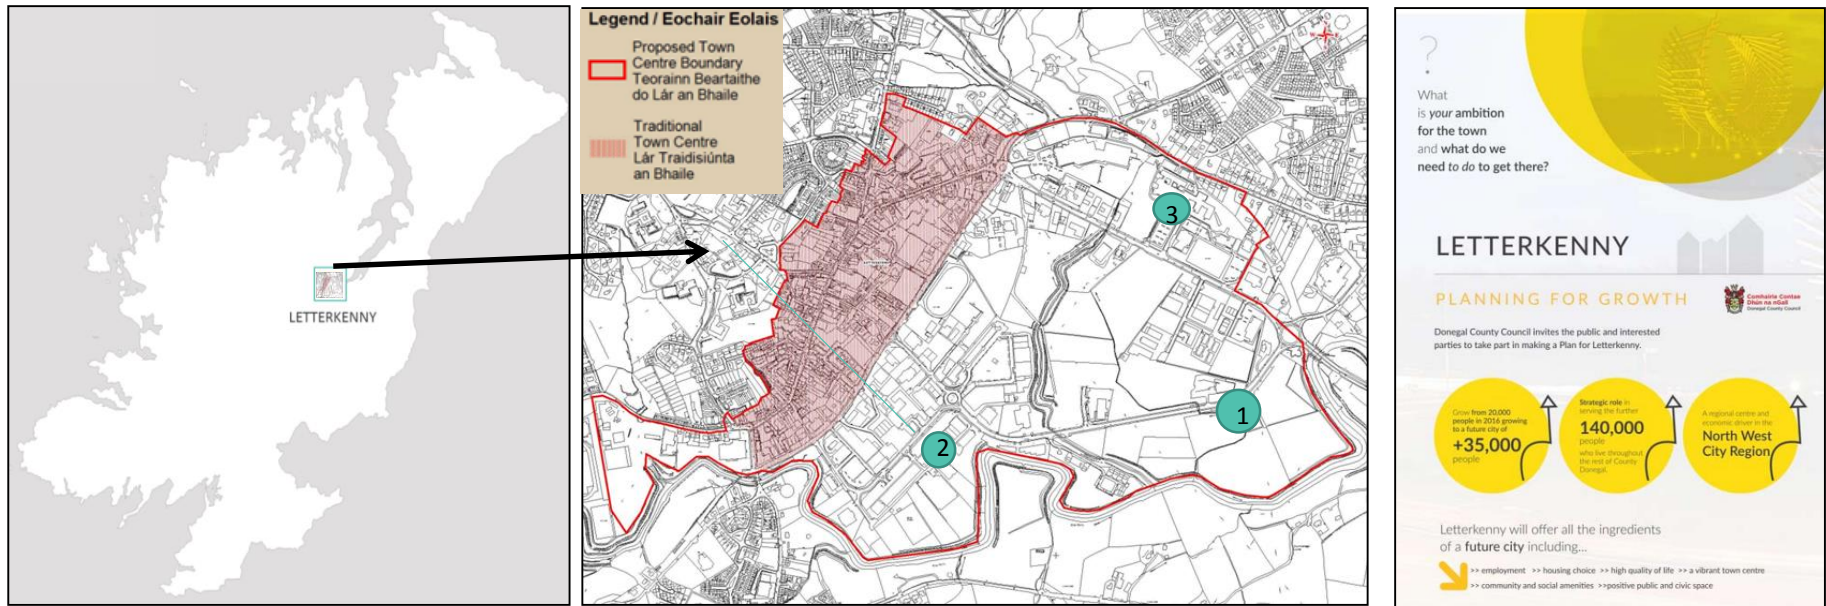 LETTERKENNY
Legend / Eochair Eolais
Proposed Town
Centre Boundary
Teorainn Beartaithe
do Lár an Bhaile
Traditional
Town Centre
Lár Traidisiúnta
an Bhaile
3
1
2
?
What
is your ambition
for the town
and what do we
need to do to get there?
LETTERKENNY
PLANNING FOR GROWTH
Comhairle Contae
Dhún na nGall
Donegal County Council
Donegal County Council invites the public and interested
parties to take part in making a Plan for Letterkenny.
Grow from 20,000
people in 2016 growing
to a future city of
+35,000
people
Strategic role in
serving the further
140,000
people
who live throughout
the rest of County
Donegal.
A regional centre and
economic driver in the
North West
City Region
Letterkenny will offer all the ingredients
of a future city including...
>> employment >> housing choice >> high quality of life >> a vibrant town centre
>> community and social amenities >>positive public and civic space